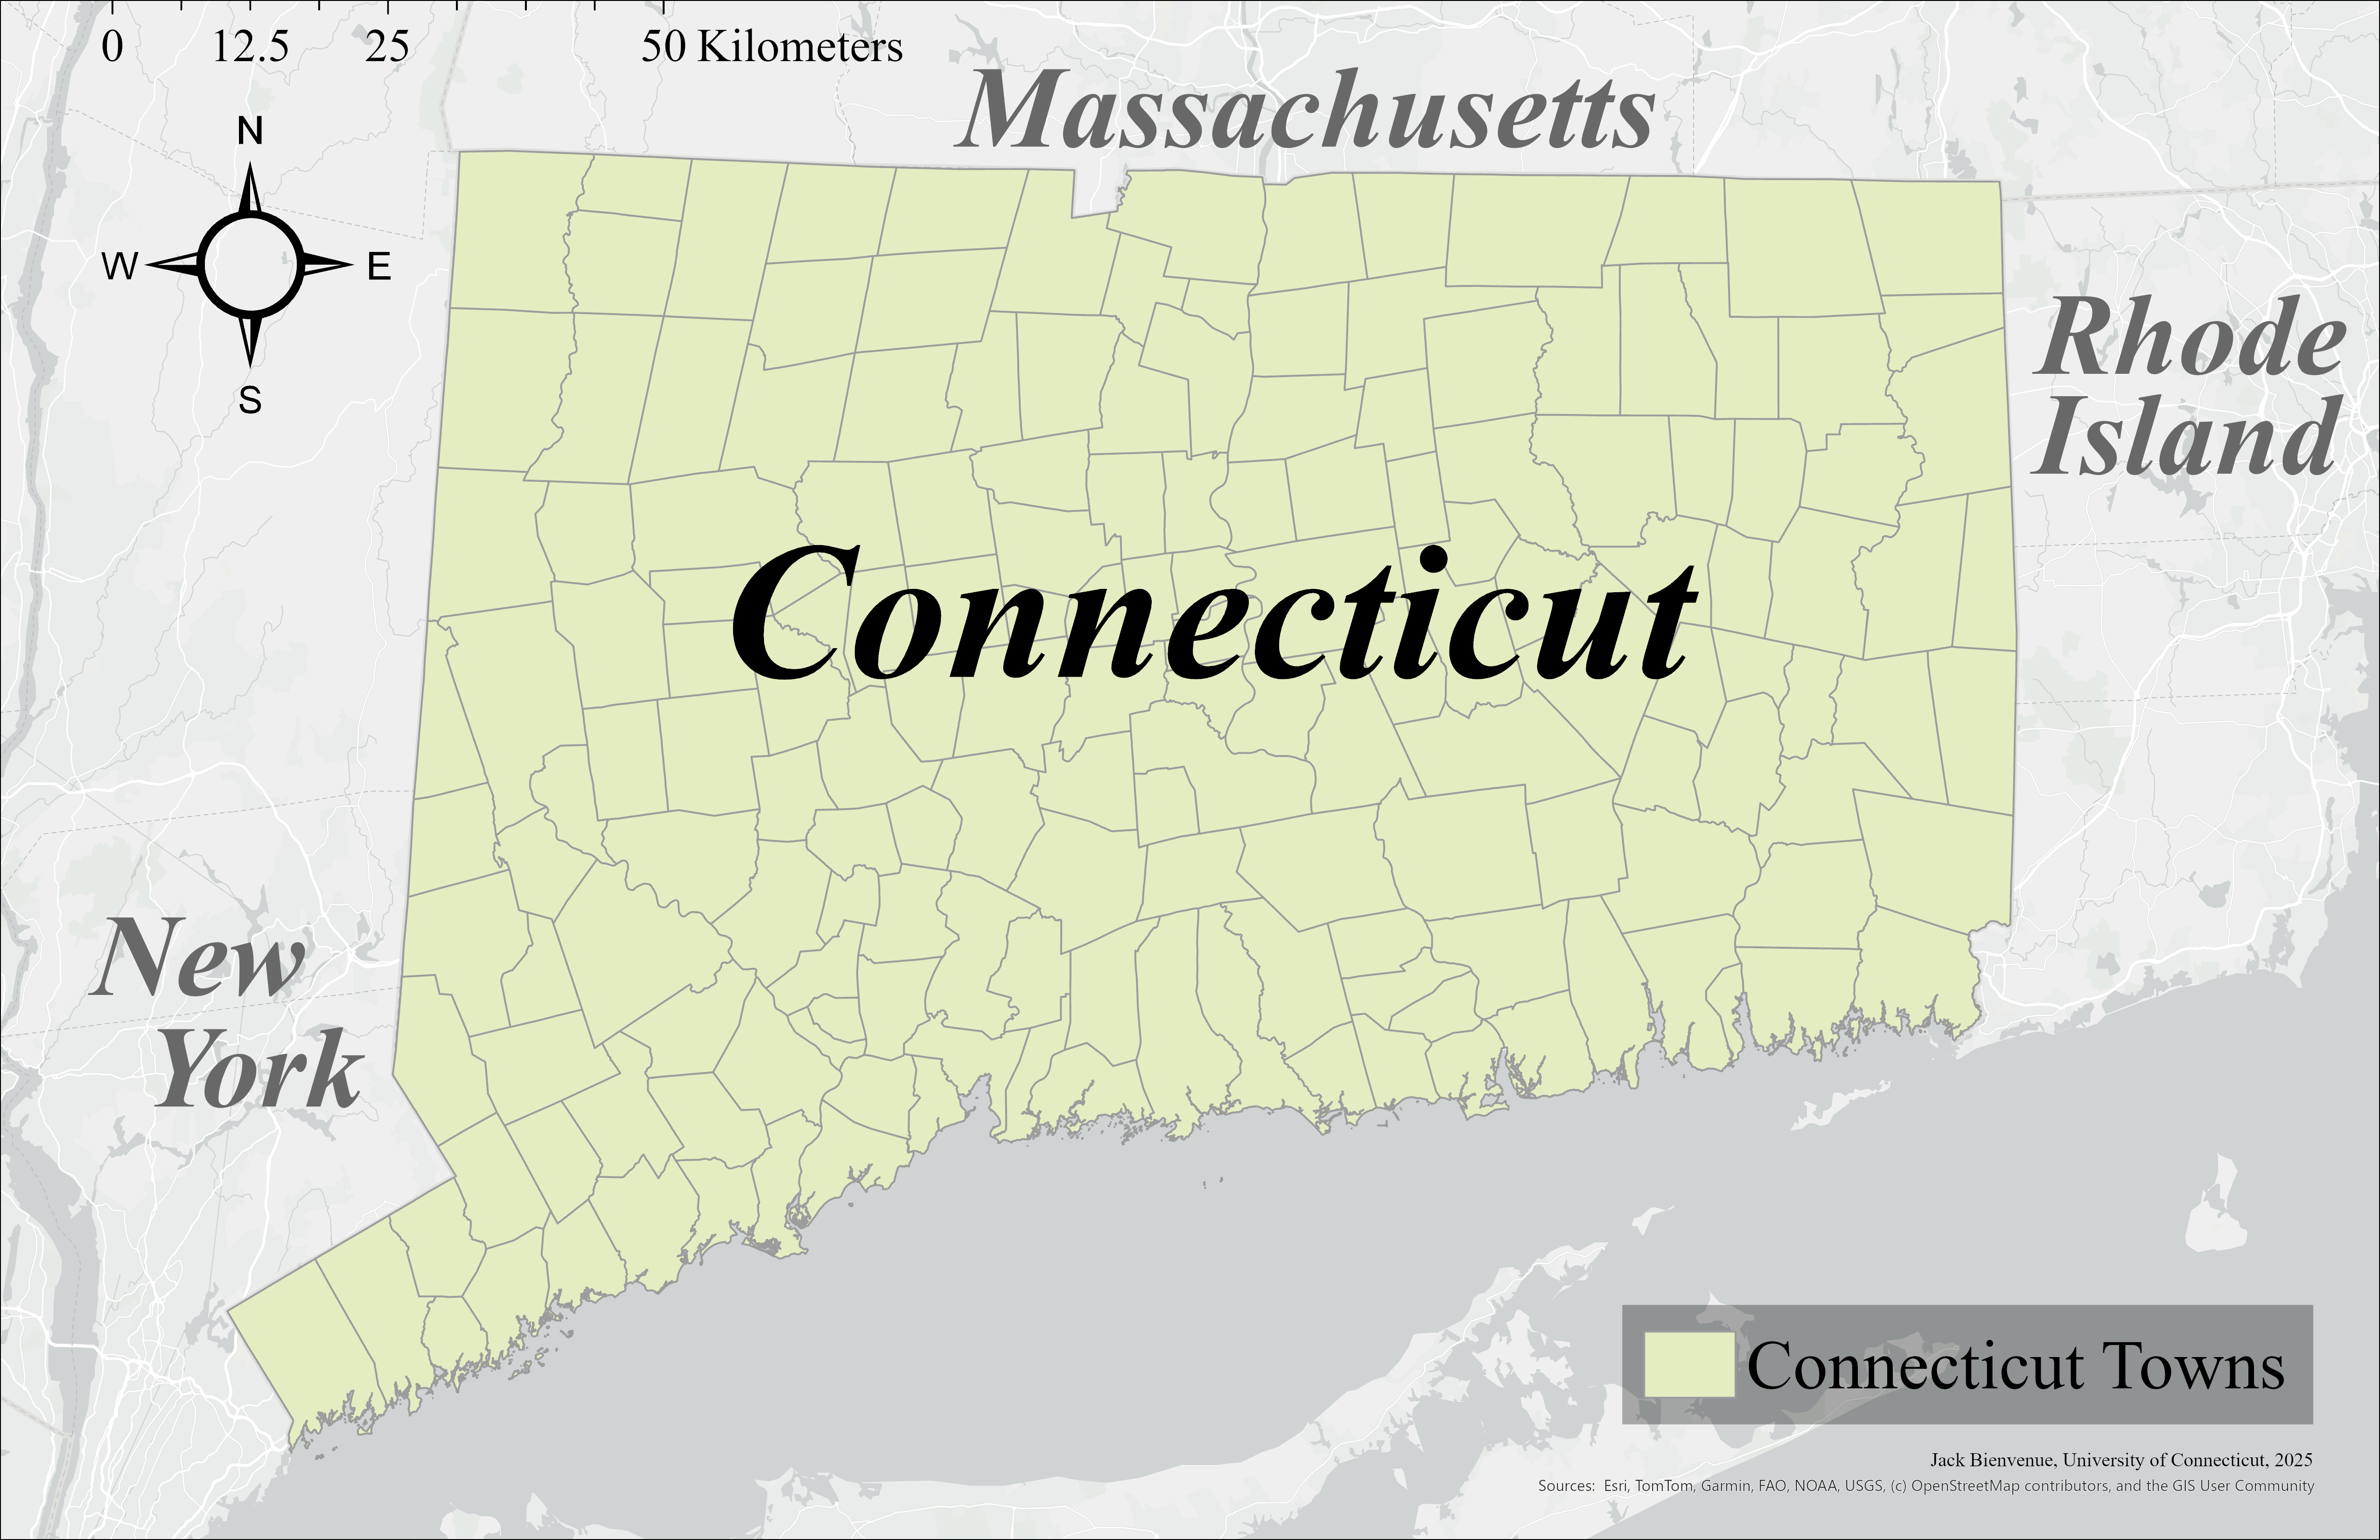 0 12.5 25 50 Kilometers
Massachusetts
N
W E
S
Rhode
Island
Connecticut
New
York
Connecticut Towns
Jack Bienvenue, University of Connecticut, 2025
Sources: Esri, TomTom, Garmin, FAO, NOAA, USGS, (c) OpenStreetMap contributors, and the GIS User Community